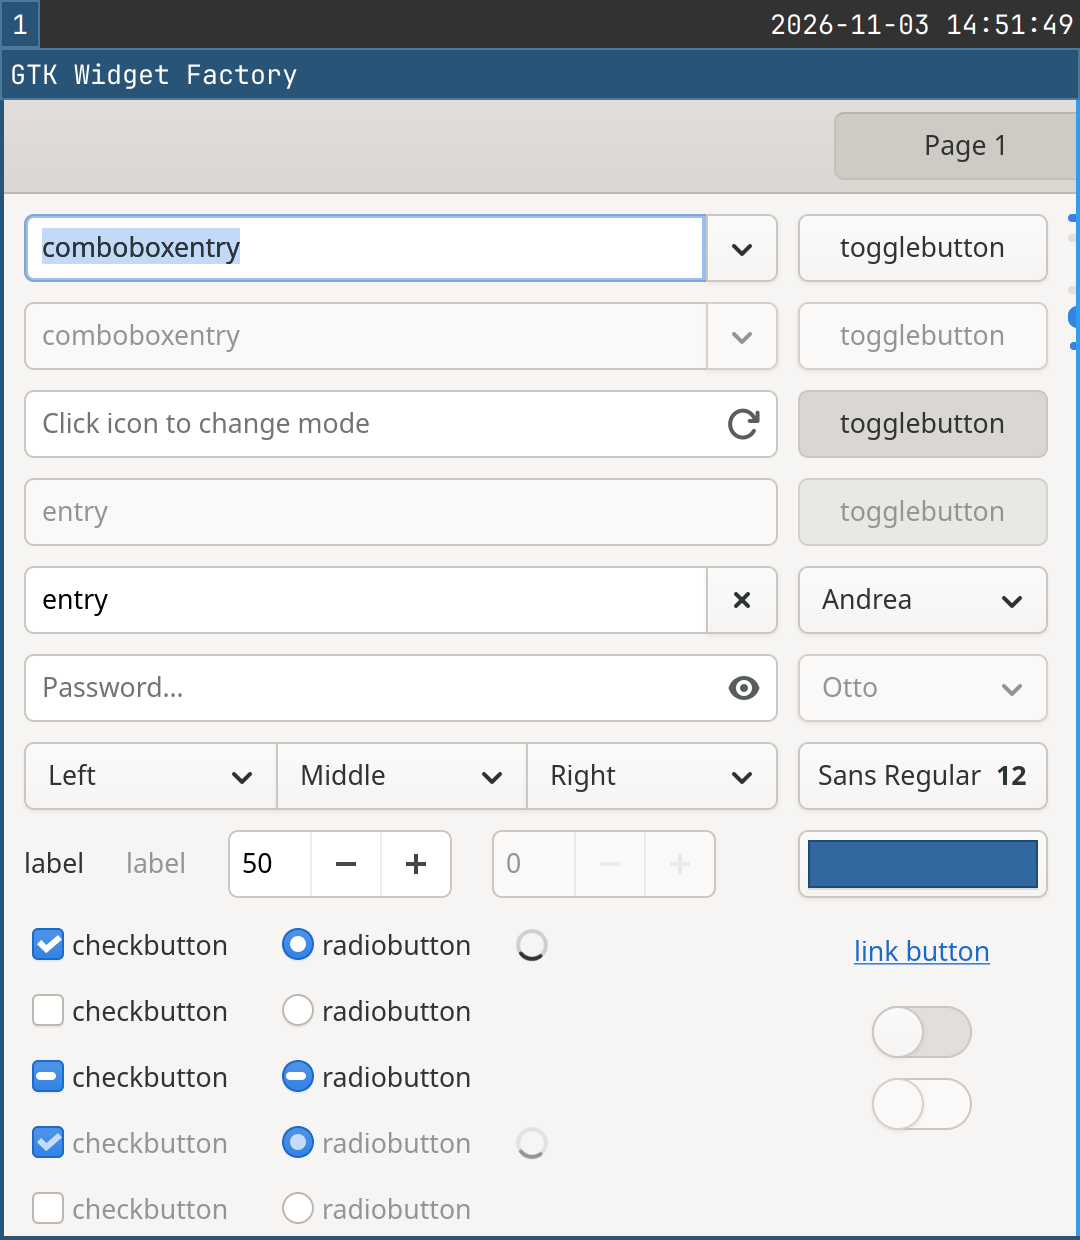 1 2026-11-03 14:51:49
GTK Widget Factory
Page 1
comboboxentry togglebutton
comboboxentry togglebutton
Click icon to change mode togglebutton
entry togglebutton
entry Andrea
Password... Otto
Left Middle Right Sans Regular 12
label label 50 0
checkbutton radiobutton link button
checkbutton radiobutton
checkbutton radiobutton
checkbutton radiobutton
checkbutton radiobutton